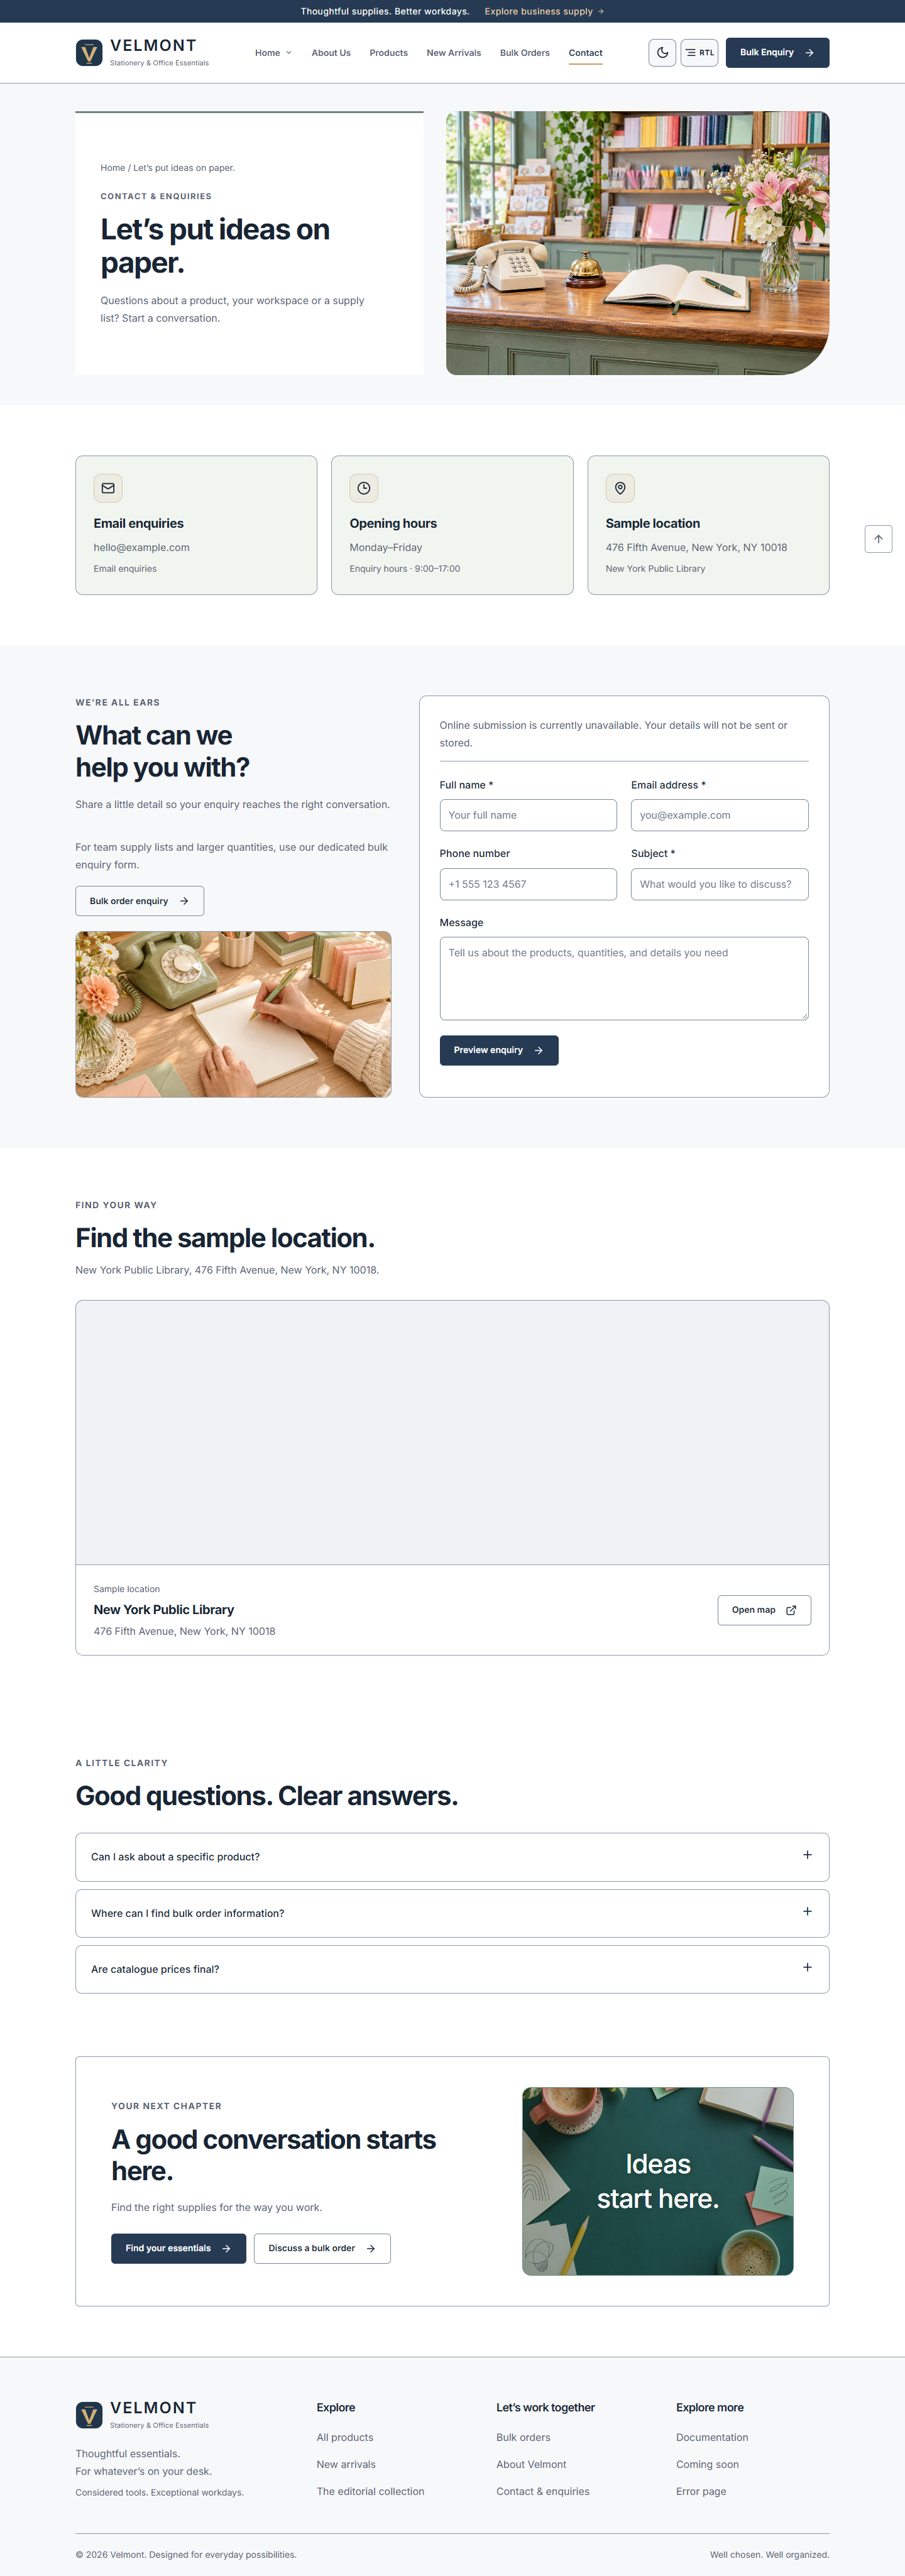 Thoughtful supplies. Better workdays. Explore business supply
VELMONT
Stationery & Office Essentials
Home
About Us
Products
New Arrivals
Bulk Orders
Contact
RTL
Bulk Enquiry
Home / Let’s put ideas on paper.
CONTACT & ENQUIRIES
Let’s put ideas on
paper.
Questions about a product, your workspace or a supply
list? Start a conversation.
Email enquiries
hello@example.com
Email enquiries
Opening hours
Monday–Friday
Enquiry hours · 9:00–17:00
Sample location
476 Fifth Avenue, New York, NY 10018
New York Public Library
WE’RE ALL EARS
What can we
help you with?
Share a little detail so your enquiry reaches the right conversation.
For team supply lists and larger quantities, use our dedicated bulk
enquiry form.
Bulk order enquiry
Online submission is currently unavailable. Your details will not be sent or
stored.
Full name *
Your full name
Email address *
you@example.com
Phone number
+1 555 123 4567
Subject *
What would you like to discuss?
Message
Tell us about the products, quantities, and details you need
Preview enquiry
FIND YOUR WAY
Find the sample location.
New York Public Library, 476 Fifth Avenue, New York, NY 10018.
Sample location
New York Public Library
476 Fifth Avenue, New York, NY 10018
Open map
A LITTLE CLARITY
Good questions. Clear answers.
Can I ask about a specific product?
Where can I find bulk order information?
Are catalogue prices final?
YOUR NEXT CHAPTER
A good conversation starts
here.
Find the right supplies for the way you work.
Find your essentials
Discuss a bulk order
Ideas
start here.
VELMONT
Stationery & Office Essentials
Thoughtful essentials.
For whatever’s on your desk.
Considered tools. Exceptional workdays.
Explore
All products
New arrivals
The editorial collection
Let’s work together
Bulk orders
About Velmont
Contact & enquiries
Explore more
Documentation
Coming soon
Error page
© 2026 Velmont. Designed for everyday possibilities.
Well chosen. Well organized.